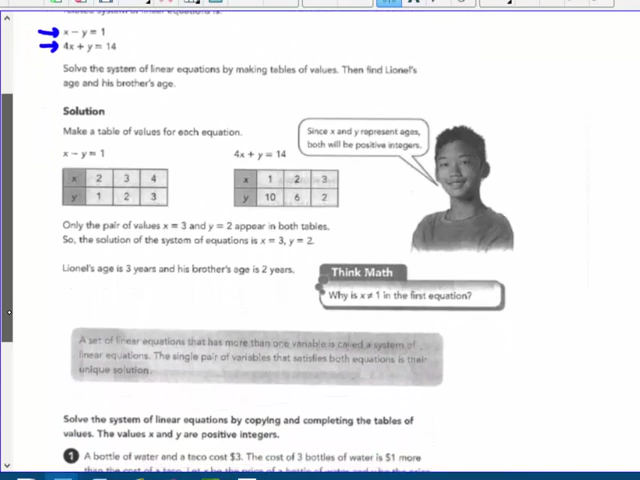 x − y = 1
4x + y = 14
Solve the system of linear equations by making tables of values. Then find Lionel's
age and his brother's age.
Solution
Make a table of values for each equation.
Since x and y represent ages,
both will be positive integers.
x − y = 1
4x + y = 14
x 2 3 4
y 1 2 3
x 1 2 3
y 10 6 2
Only the pair of values x = 3 and y = 2 appear in both tables.
So, the solution of the system of equations is x = 3, y = 2.
Lionel's age is 3 years and his brother's age is 2 years.
Think Math
Why is x ≠ 1 in the first equation?
A set of linear equations that has more than one variable is called a system of
linear equations. The single pair of variables that satisfies both equations is their
unique solution.
Solve the system of linear equations by copying and completing the tables of
values. The values x and y are positive integers.
1 A bottle of water and a taco cost $3. The cost of 3 bottles of water is $1 more